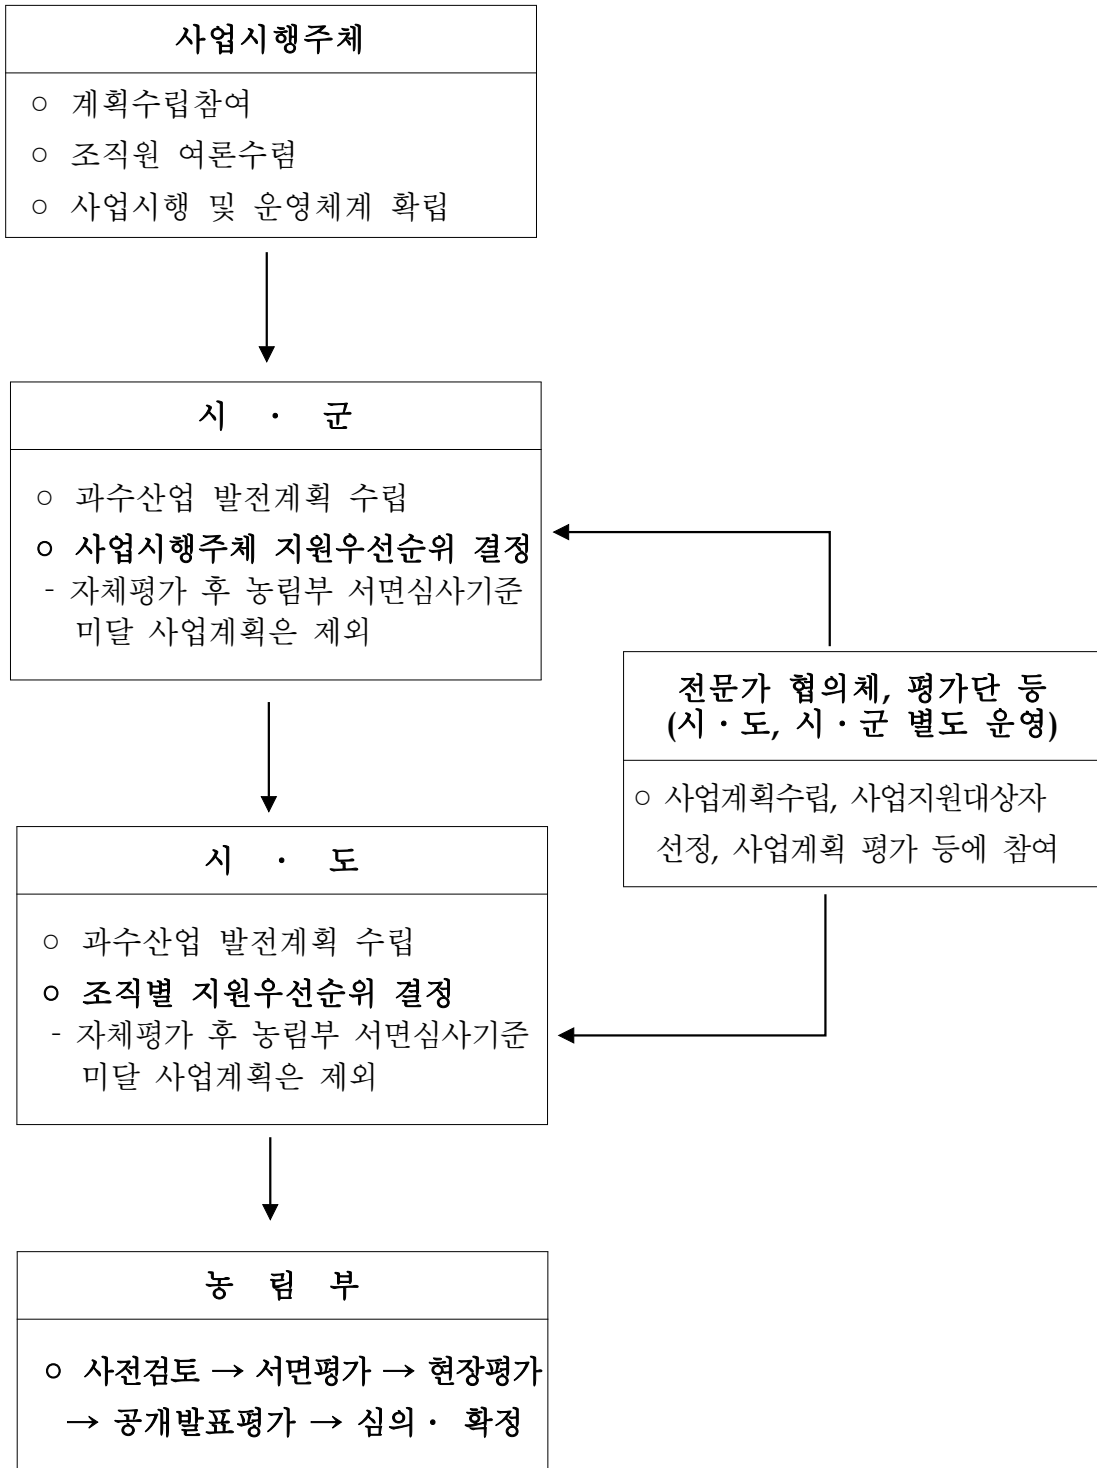 사업시행주체
○ 계획수립참여
○ 조직원 여론수렴
○ 사업시행 및 운영체계 확립
시 · 군
○ 과수산업 발전계획 수립
○ 사업시행주체 지원우선순위 결정
- 자체평가 후 농림부 서면심사기준
미달 사업계획은 제외
전문가 협의체, 평가단 등
(시·도, 시·군 별도 운영)
○ 사업계획수립, 사업지원대상자
선정, 사업계획 평가 등에 참여
시 · 도
○ 과수산업 발전계획 수립
○ 조직별 지원우선순위 결정
- 자체평가 후 농림부 서면심사기준
미달 사업계획은 제외
농 림 부
○ 사전검토 → 서면평가 → 현장평가
→ 공개발표평가 → 심의· 확정